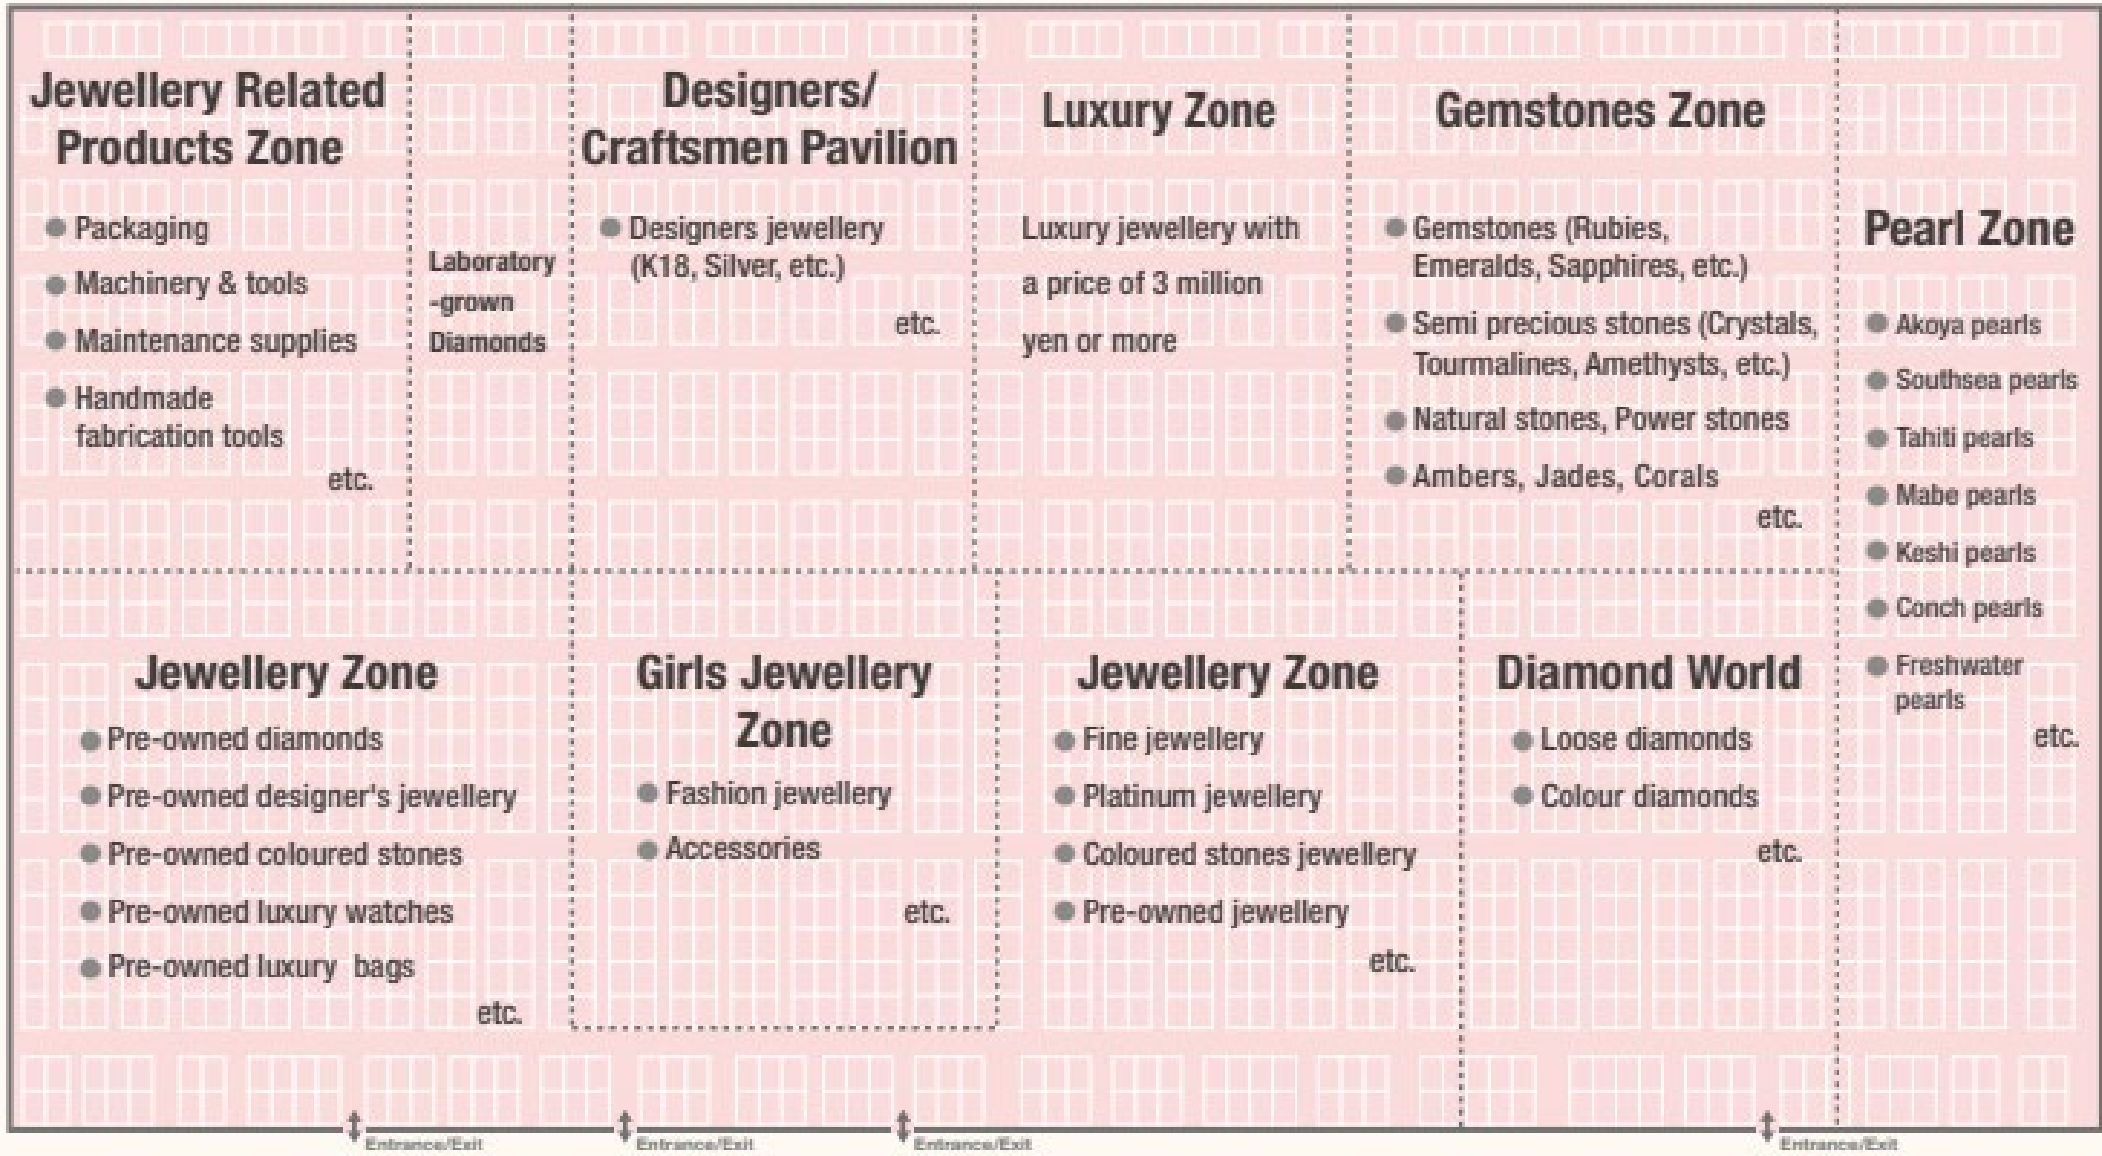 Jewellery Related
Products Zone
● Packaging
● Machinery & tools
● Maintenance supplies
● Handmade
fabrication tools
etc.
Laboratory
-grown
Diamonds
Designers/
Craftsmen Pavilion
● Designers jewellery
(K18, Silver, etc.)
etc.
Luxury Zone
Luxury jewellery with
a price of 3 million
yen or more
Gemstones Zone
● Gemstones (Rubies,
Emeralds, Sapphires, etc.)
● Semi precious stones (Crystals,
Tourmalines, Amethysts, etc.)
● Natural stones, Power stones
● Ambers, Jades, Corals
etc.
Pearl Zone
● Akoya pearls
● Southsea pearls
● Tahiti pearls
● Mabe pearls
● Keshi pearls
● Conch pearls
● Freshwater
pearls
etc.
Jewellery Zone
● Pre-owned diamonds
● Pre-owned designer's jewellery
● Pre-owned coloured stones
● Pre-owned luxury watches
● Pre-owned luxury bags
etc.
Girls Jewellery
Zone
● Fashion jewellery
● Accessories
etc.
Jewellery Zone
● Fine jewellery
● Platinum jewellery
● Coloured stones jewellery
● Pre-owned jewellery
etc.
Diamond World
● Loose diamonds
● Colour diamonds
etc.
Entrance/Exit
Entrance/Exit
Entrance/Exit
Entrance/Exit